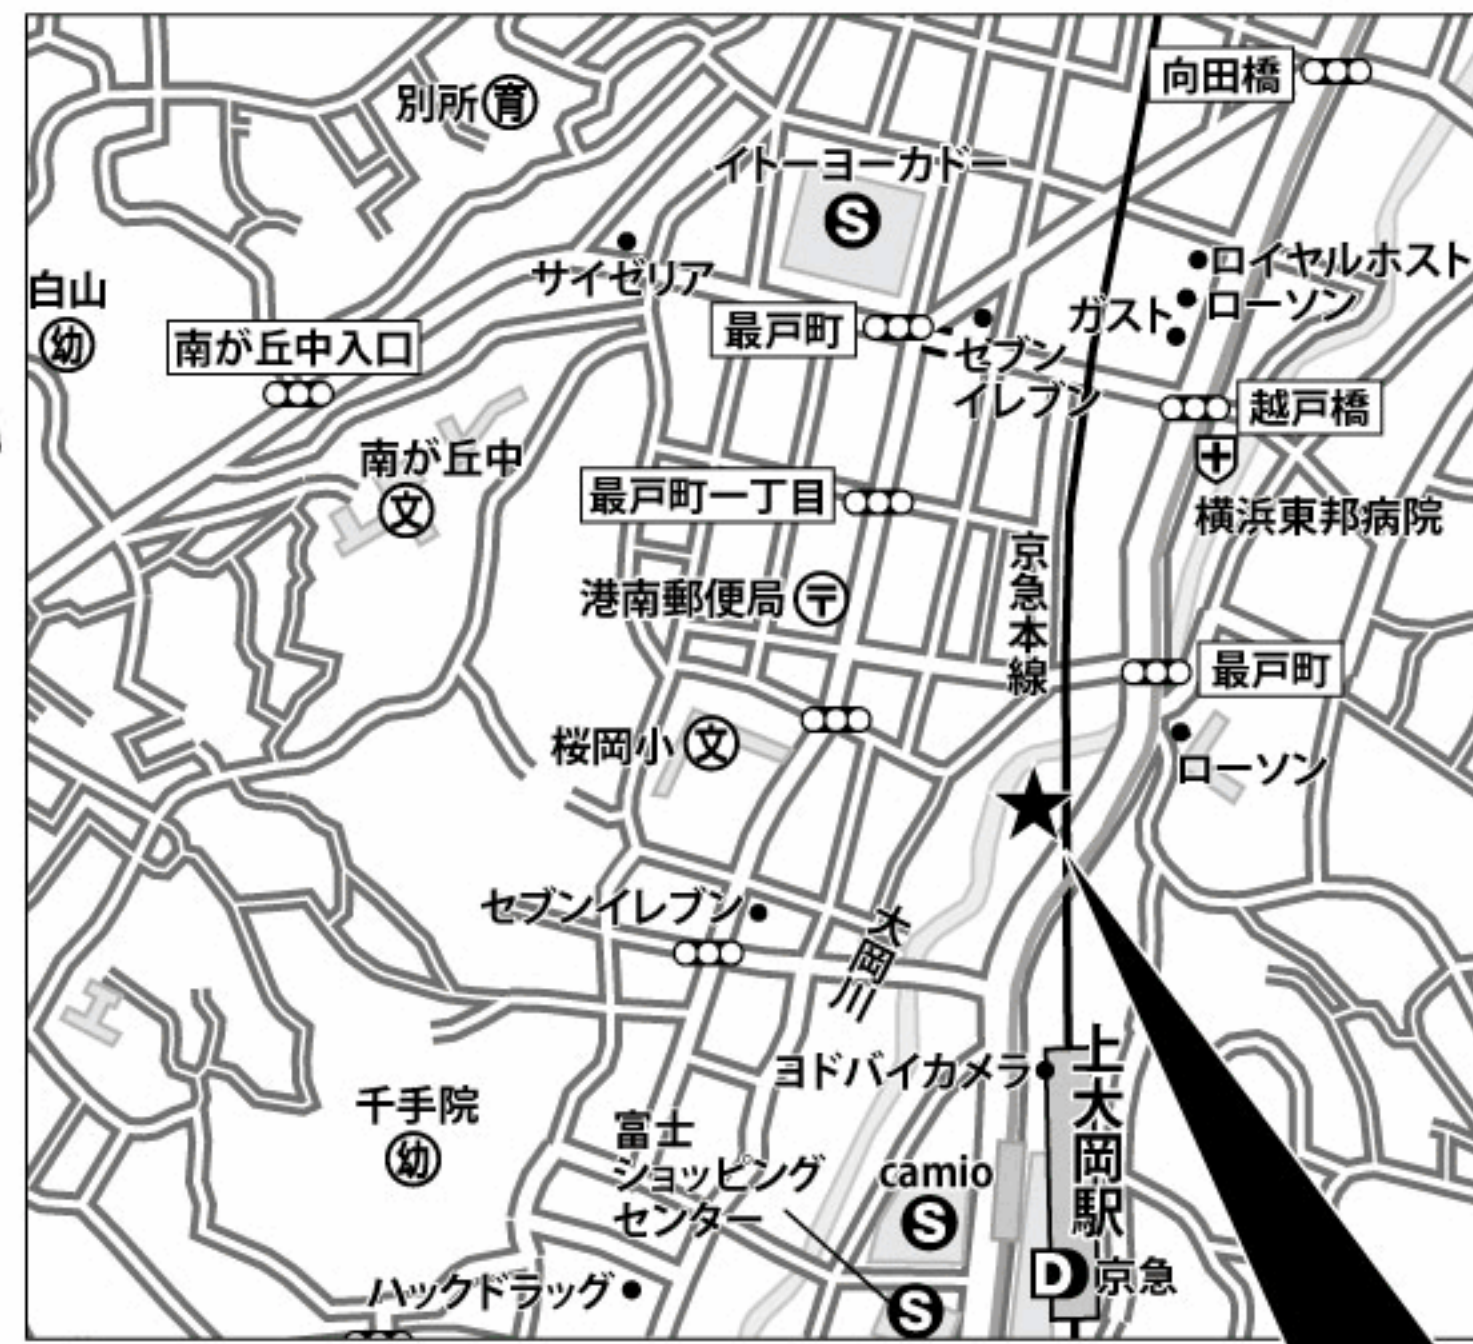 向田橋
別所 育
イトーヨーカドー
S
サイゼリア
ロイヤルホスト
白山
幼
ローソン
ガスト
南が丘中入口
最戸町
セブン
イレブン
越戸橋
南が丘中
文
最戸町一丁目
横浜東邦病院
京急本線
港南郵便局 〒
最戸町
桜岡小 文
ローソン
セブンイレブン
大岡川
ヨドバイカメラ
上大岡駅
千手院
幼
富士
ショッピング
センター
camio
S
D 京急
ハックドラッグ
S